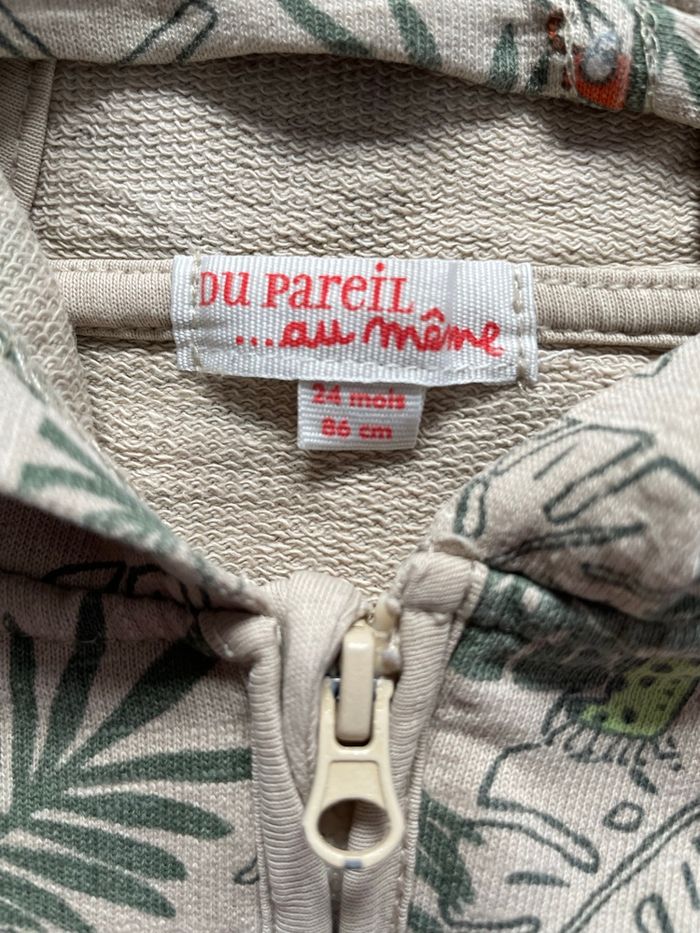 DU PAREIL
...au même
24 mois
86 cm